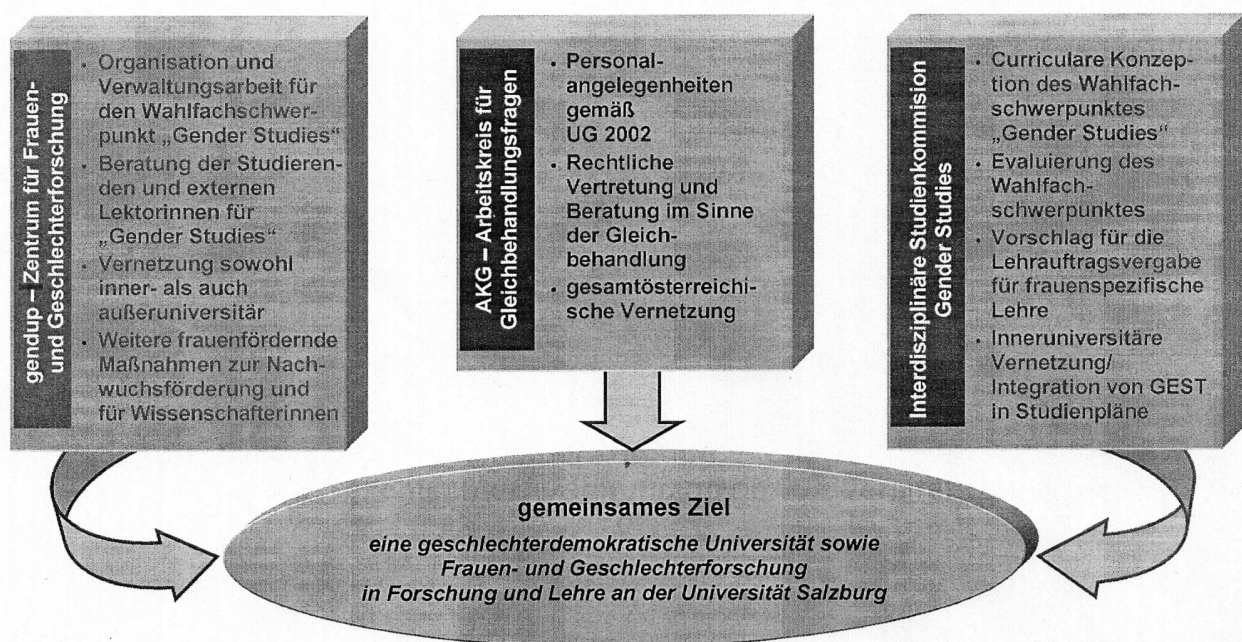 gendup – Zentrum für Frauen-
und Geschlechterforschung
• Organisation und
Verwaltungsarbeit für
den Wahlfachschwer-
punkt „Gender Studies“
• Beratung der Studieren-
den und externen
Lektorinnen für
„Gender Studies“
• Vernetzung sowohl
inner- als auch
außeruniversitär
• Weitere frauenfördernde
Maßnahmen zur Nach-
wuchsförderung und
für Wissenschafterinnen
AKG – Arbeitskreis für
Gleichbehandlungsfragen
• Personal-
angelegenheiten
gemäß
UG 2002
• Rechtliche
Vertretung und
Beratung im Sinne
der Gleich-
behandlung
• gesamtösterreichi-
sche Vernetzung
Interdisziplinäre Studienkommision
Gender Studies
• Curriculare Konzep-
tion des Wahlfach-
schwerpunktes
„Gender Studies“
• Evaluierung des
Wahlfach-
schwerpunktes
• Vorschlag für die
Lehrauftragsvergabe
für frauenspezifische
Lehre
• Inneruniversitäre
Vernetzung/
Integration von GEST
in Studienpläne
gemeinsames Ziel
eine geschlechterdemokratische Universität sowie
Frauen- und Geschlechterforschung
in Forschung und Lehre an der Universität Salzburg